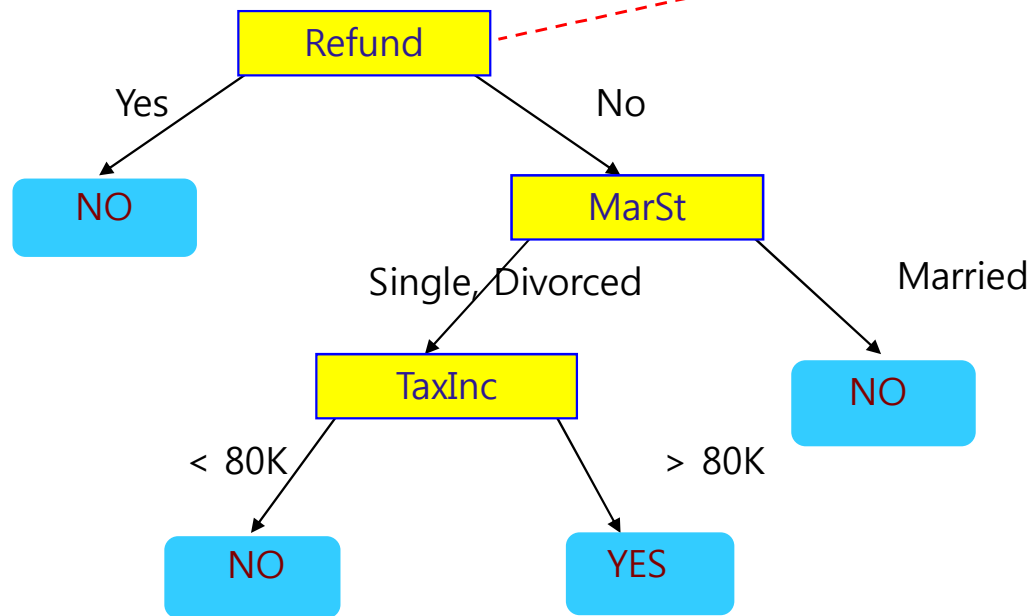 Refund
Yes
No
NO
MarSt
Single, Divorced
Married
TaxInc
NO
< 80K
> 80K
NO
YES